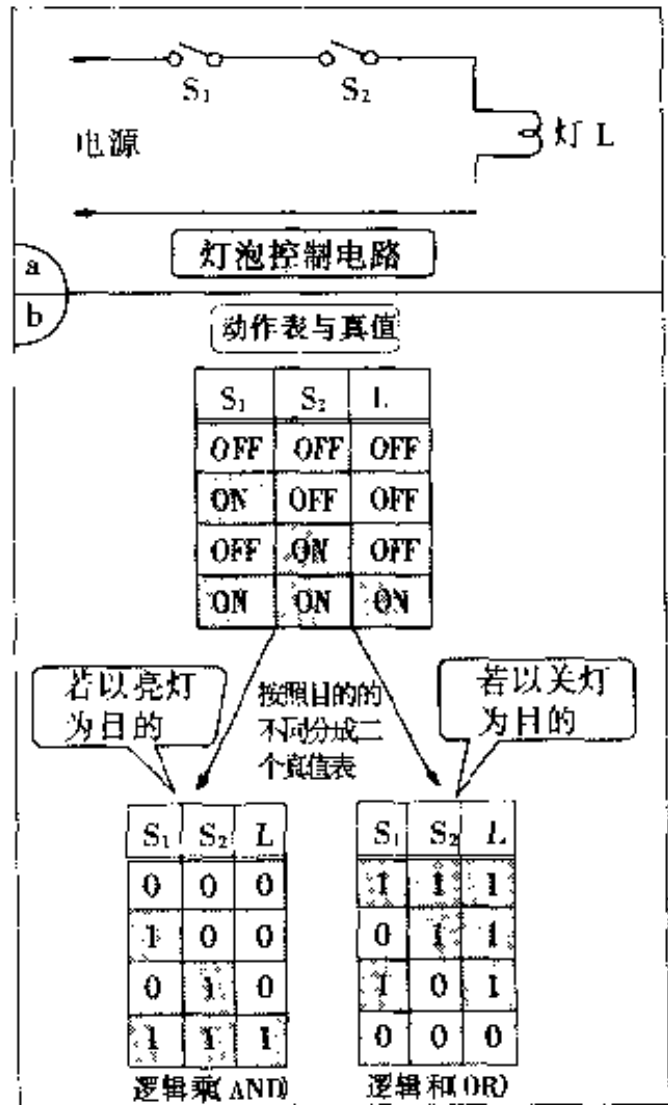 S₁
S₂
电源
灯 L
灯泡控制电路
a
b
动作表与真值
S₁ S₂ L
OFF OFF OFF
ON OFF OFF
OFF ON OFF
ON ON ON
若以亮灯
为目的
按照目的的
不同分成二
个真值表
若以关灯
为目的
S₁ S₂ L
0 0 0
1 0 0
0 1 0
1 1 1
逻辑乘(AND)
S₁ S₂ L
1 1 1
0 1 1
1 0 1
0 0 0
逻辑和(OR)